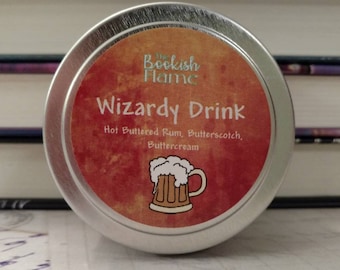 The
Bookish
Flame
Wizardy Drink
Hot Buttered Rum, Butterscotch,
Buttercream